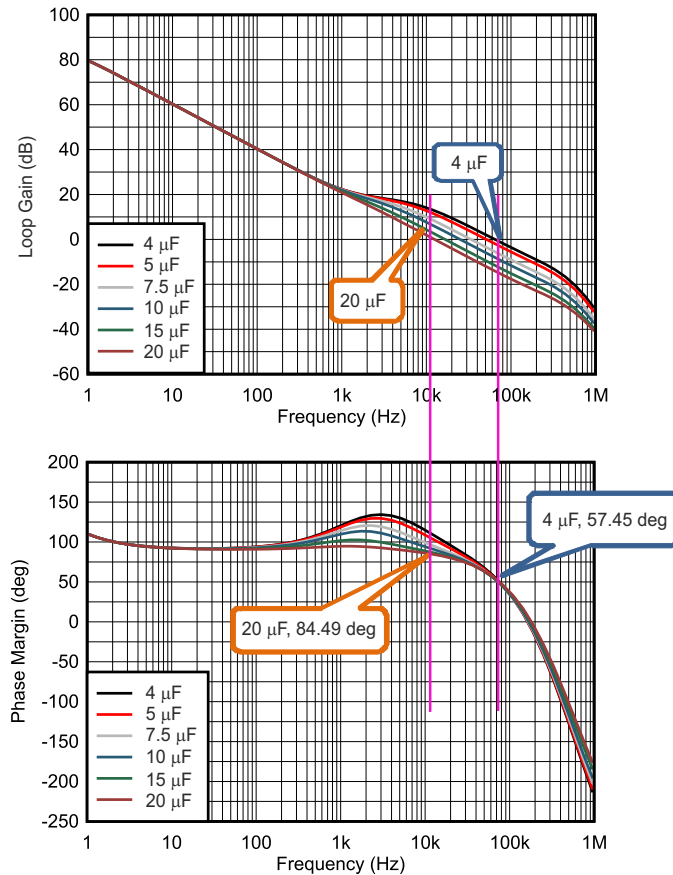 100
80
60
40
20
0
-20
-40
-60
Loop Gain (dB)
4 μF
20 μF
4 μF
5 μF
7.5 μF
10 μF
15 μF
20 μF
1 10 100 1k 10k 100k 1M
Frequency (Hz)
200
150
100
50
0
-50
-100
-150
-200
-250
Phase Margin (deg)
4 μF, 57.45 deg
20 μF, 84.49 deg
4 μF
5 μF
7.5 μF
10 μF
15 μF
20 μF
1 10 100 1k 10k 100k 1M
Frequency (Hz)